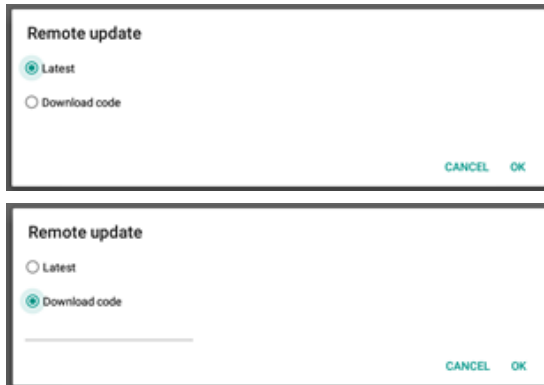 Remote update
Latest
Download code
CANCEL OK
Remote update
Latest
Download code
CANCEL OK